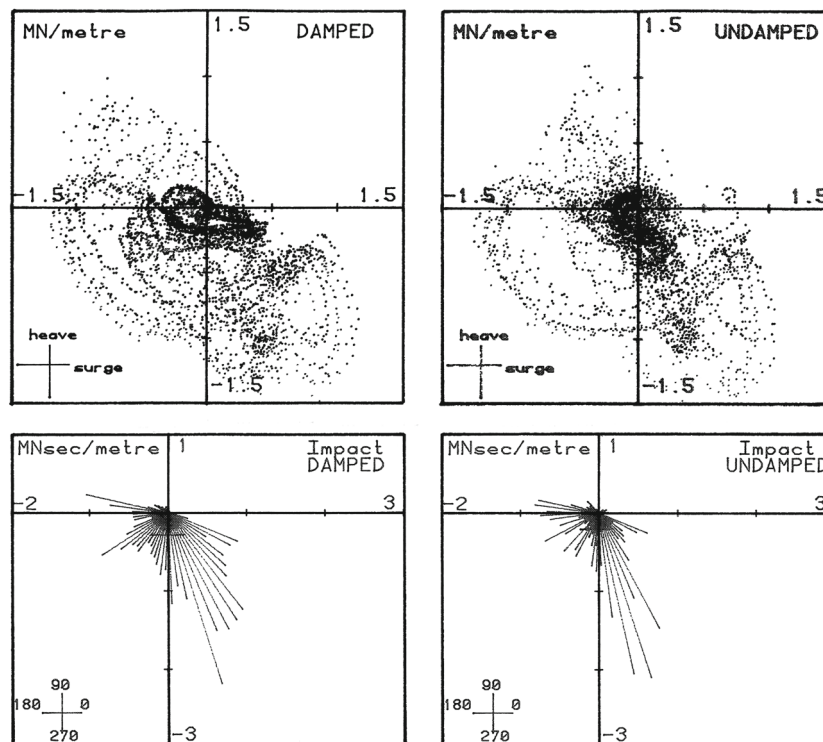 MN/metre 1.5 DAMPED
-1.5 1.5
heave
surge
-1.5
MN/metre 1.5 UNDAMPED
-1.5 1.5
heave
surge
-1.5
MNsec/metre 1 Impact
DAMPED
-2 3
90
180 0
270
-3
MNsec/metre 1 Impact
UNDAMPED
-2 3
90
180 0
270
-3